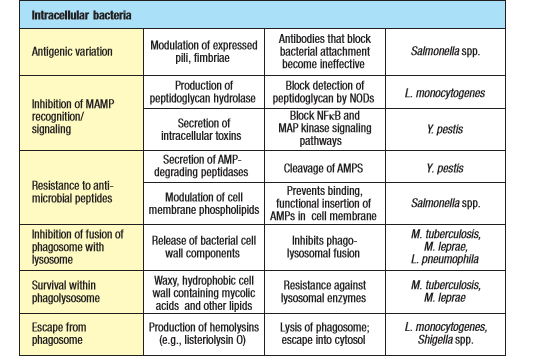 Intracellular bacteria
Antigenic variation
Modulation of expressed
pili, fimbriae
Antibodies that block
bacterial attachment
become ineffective
Salmonella spp.
Inhibition of MAMP
recognition/
signaling
Production of
peptidoglycan hydrolase
Block detection of
peptidoglycan by NODs
L. monocytogenes
Secretion of
intracellular toxins
Block NFκB and
MAP kinase signaling
pathways
Y. pestis
Resistance to anti-
microbial peptides
Secretion of AMP-
degrading peptidases
Cleavage of AMPS
Y. pestis
Modulation of cell
membrane phospholipids
Prevents binding,
functional insertion of
AMPs in cell membrane
Salmonella spp.
Inhibition of fusion of
phagosome with
lysosome
Release of bacterial cell
wall components
Inhibits phago-
lysosomal fusion
M. tuberculosis,
M. leprae,
L. pneumophila
Survival within
phagolysosome
Waxy, hydrophobic cell
wall containing mycolic
acids and other lipids
Resistance against
lysosomal enzymes
M. tuberculosis,
M. leprae
Escape from
phagosome
Production of hemolysins
(e.g., listeriolysin O)
Lysis of phagosome;
escape into cytosol
L. monocytogenes,
Shigella spp.